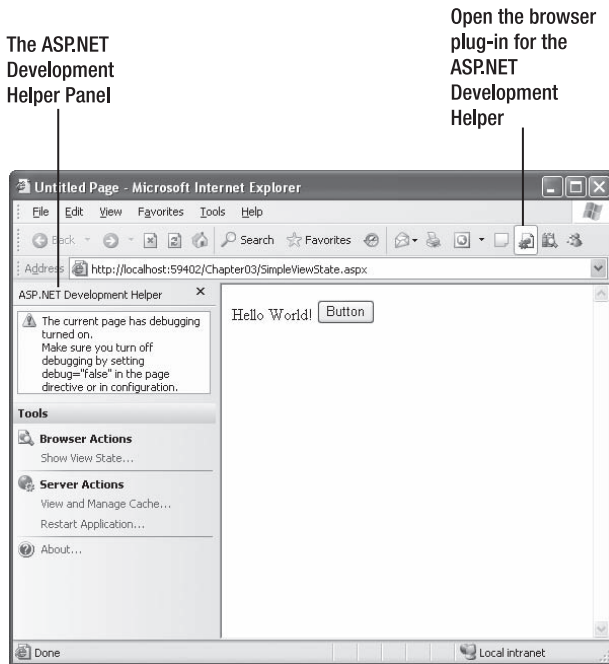 The ASP.NET
Development
Helper Panel
Open the browser
plug-in for the
ASP.NET
Development
Helper
Untitled Page - Microsoft Internet Explorer
File Edit View Favorites Tools Help
Back Search Favorites
Address http://localhost:59402/Chapter03/SimpleViewState.aspx
ASP.NET Development Helper
The current page has debugging
turned on.
Make sure you turn off
debugging by setting
debug="false" in the page
directive or in configuration.
Tools
Browser Actions
Show View State...
Server Actions
View and Manage Cache...
Restart Application...
About...
Hello World! Button
Done
Local intranet